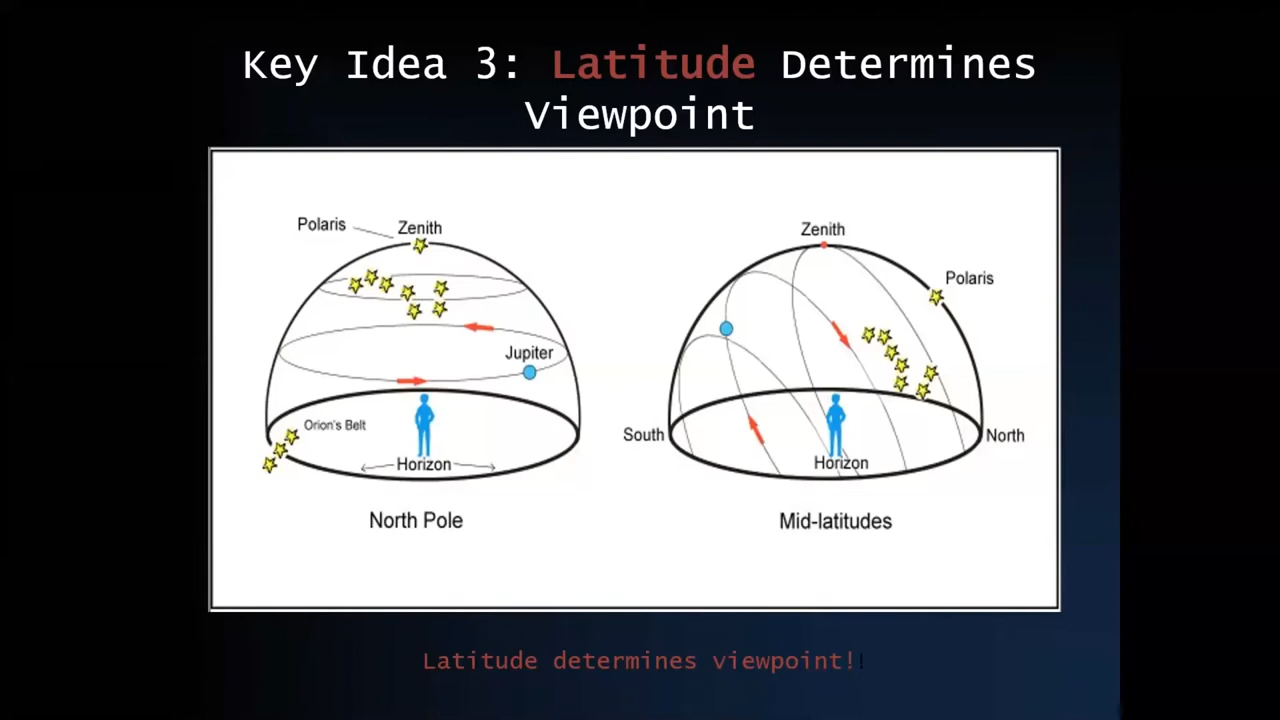 Key Idea 3: Latitude Determines
Viewpoint
Polaris
Zenith
Jupiter
Orion's Belt
Horizon
North Pole
Zenith
Polaris
South
North
Horizon
Mid-latitudes
Latitude determines viewpoint!!